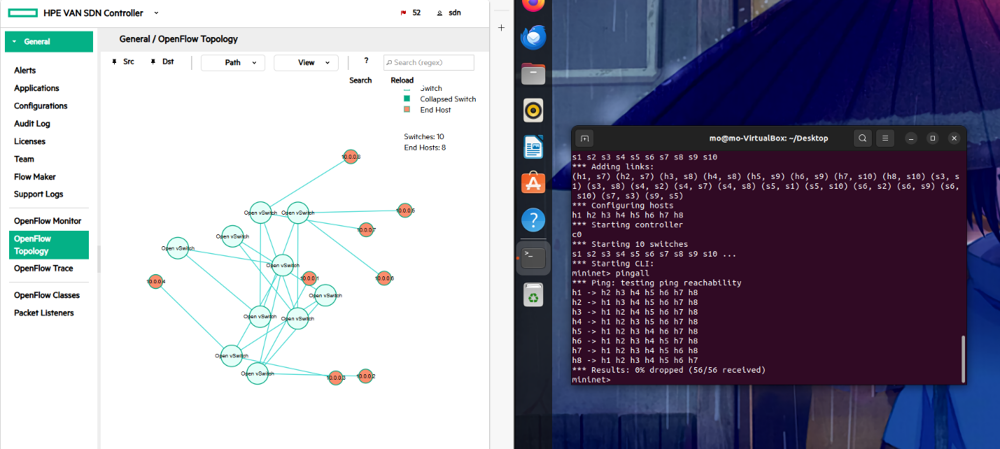 HPE VAN SDN Controller
52
sdn
General
General / OpenFlow Topology
Src
Dst
Path
View
?
Search
Search (regex)
Reload
Switch
Collapsed Switch
End Host
Switches: 10
End Hosts: 8
Alerts
Applications
Configurations
Audit Log
Licenses
Team
Flow Maker
Support Logs
OpenFlow Monitor
OpenFlow
Topology
OpenFlow Trace
OpenFlow Classes
Packet Listeners
10.0.0.8
Open vSwitch
Open vSwitch
10.0.0.5
10.0.0.7
Open vSwitch
Open vSwitch
Open vSwitch
10.0.0.4
10.0.0.1
10.0.0.6
Open vSwitch
Open vSwitch
Open vSwitch
Open vSwitch
Open vSwitch
10.0.0.3
10.0.0.2
mo@mo-VirtualBox: ~/Desktop
s1 s2 s3 s4 s5 s6 s7 s8 s9 s10
*** Adding links:
(h1, s7) (h2, s7) (h3, s8) (h4, s8) (h5, s9) (h6, s9) (h7, s10) (h8, s10) (s3, s
1) (s3, s8) (s4, s2) (s4, s7) (s4, s8) (s5, s1) (s5, s10) (s6, s2) (s6, s9) (s6,
s10) (s7, s3) (s9, s5)
*** Configuring hosts
h1 h2 h3 h4 h5 h6 h7 h8
*** Starting controller
c0
*** Starting 10 switches
s1 s2 s3 s4 s5 s6 s7 s8 s9 s10 ...
*** Starting CLI:
mininet> pingall
*** Ping: testing ping reachability
h1 -> h2 h3 h4 h5 h6 h7 h8
h2 -> h1 h3 h4 h5 h6 h7 h8
h3 -> h1 h2 h4 h5 h6 h7 h8
h4 -> h1 h2 h3 h5 h6 h7 h8
h5 -> h1 h2 h3 h4 h6 h7 h8
h6 -> h1 h2 h3 h4 h5 h7 h8
h7 -> h1 h2 h3 h4 h5 h6 h8
h8 -> h1 h2 h3 h4 h5 h6 h7
*** Results: 0% dropped (56/56 received)
mininet>